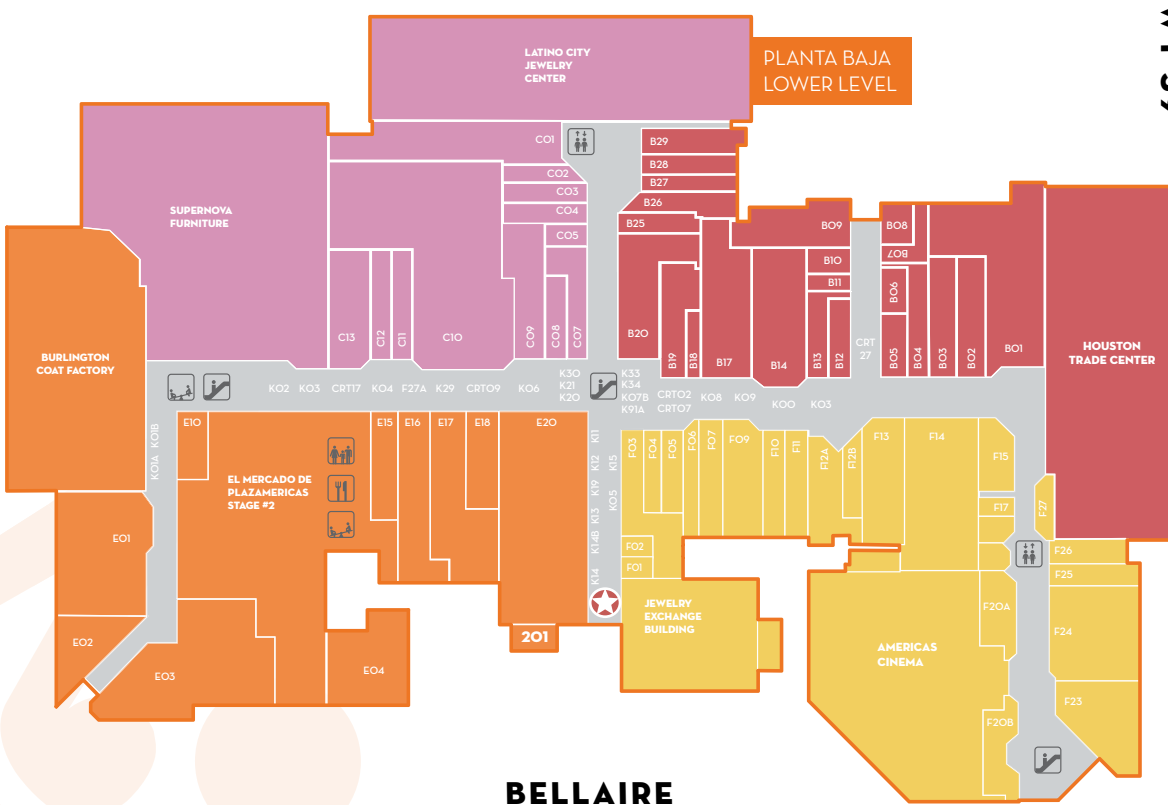 LATINO CITY
JEWELRY
CENTER
PLANTA BAJA
LOWER LEVEL
SUPERNOVA
FURNITURE
BURLINGTON
COAT FACTORY
HOUSTON
TRADE CENTER
C01
C02
C03
C04
C05
C13
C12
C11
C10
C09
C08
C07
B29
B28
B27
B26
B25
B20
B19
B18
B17
B14
B09
B10
B11
B13
B12
CRT
27
B08
B07
B06
B05
B04
B03
B02
B01
K02
K03
CRT17
K04
F27A
K29
CRT09
K06
K30
K21
K20
K33
K34
K07B
K91A
CRT02
CRT07
K08
K09
K00
K03
K01A
K01B
E10
EL MERCADO DE
PLAZAMERICAS
STAGE #2
E15
E16
E17
E18
E20
E01
E02
E03
E04
201
K11
K12
K19
K13
K14B
K14
K15
K05
F03
F04
F05
F06
F07
F09
F10
F11
F12A
F12B
F13
F14
F15
F17
F27
F02
F01
JEWELRY
EXCHANGE
BUILDING
AMERICAS
CINEMA
F20A
F20B
F26
F25
F24
F23
BELLAIRE